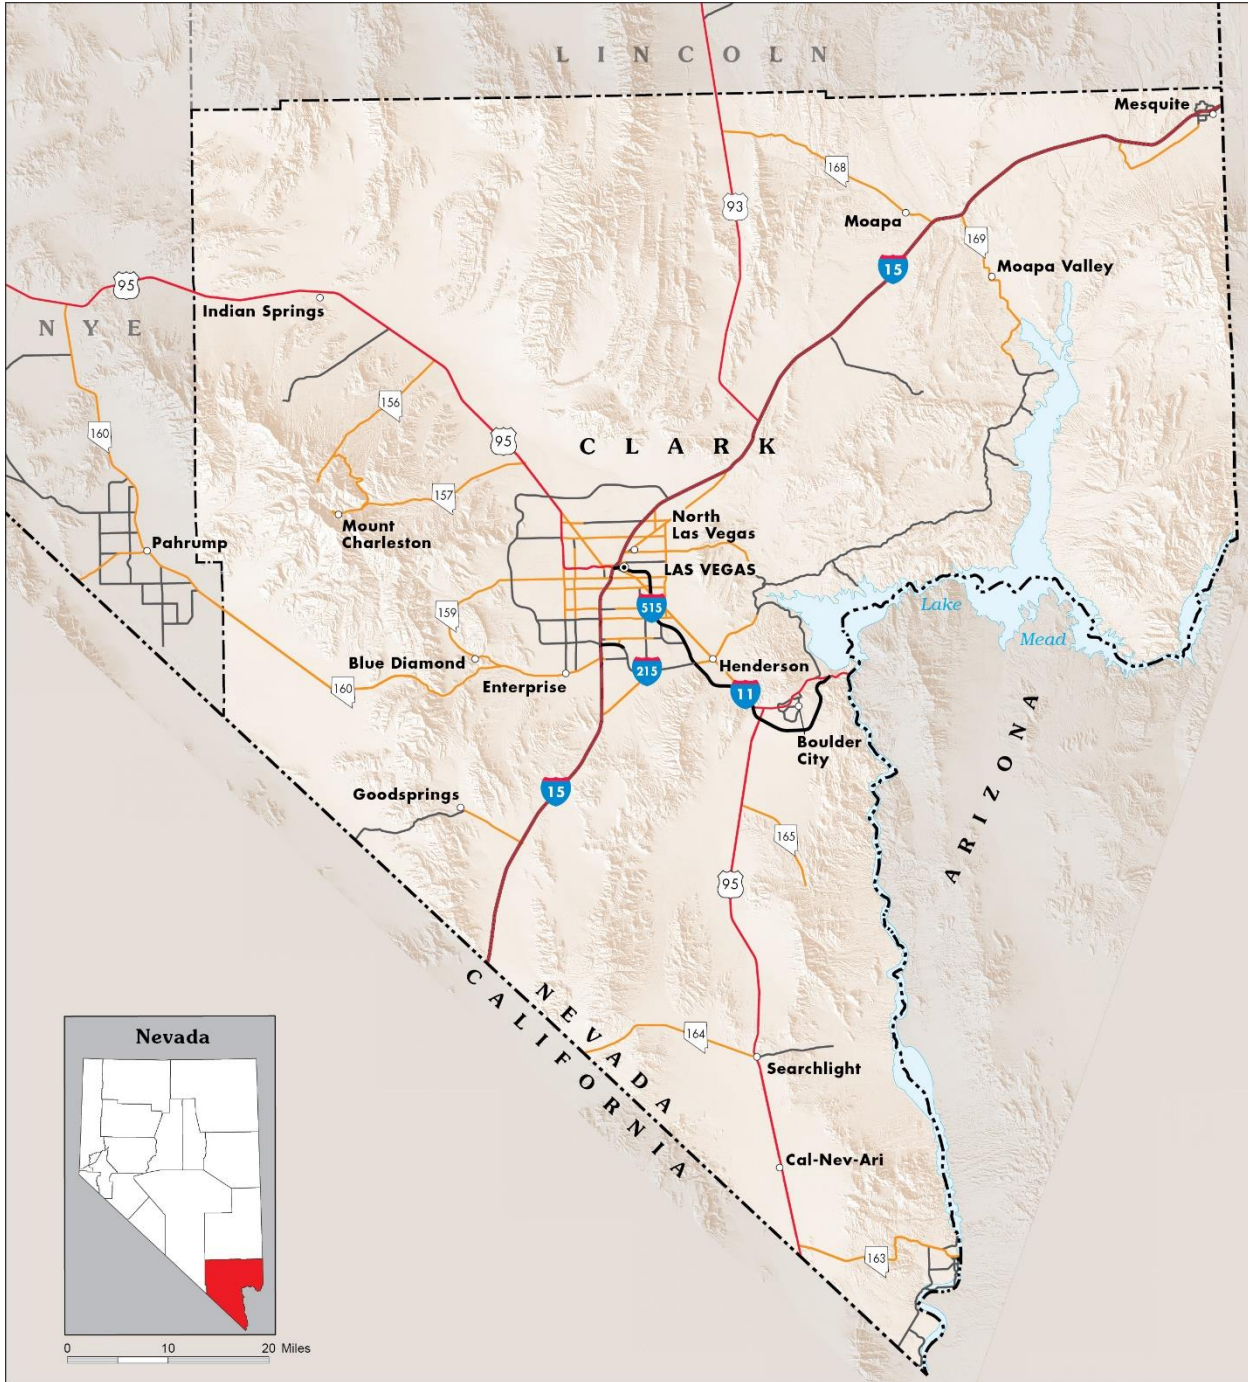 LINCOLN
Mesquite
168
93
Moapa
169
15
Moapa Valley
95
Indian Springs
NYE
156
160
95
CLARK
157
Mount
Charleston
North
Las Vegas
Pahrump
LAS VEGAS
515
159
Lake
Mead
Blue Diamond
Henderson
215
Enterprise
160
11
Boulder
City
ARIZONA
15
Goodsprings
165
95
NEVADA
CALIFORNIA
164
Searchlight
Cal-Nev-Ari
163
Nevada
0 10 20 Miles